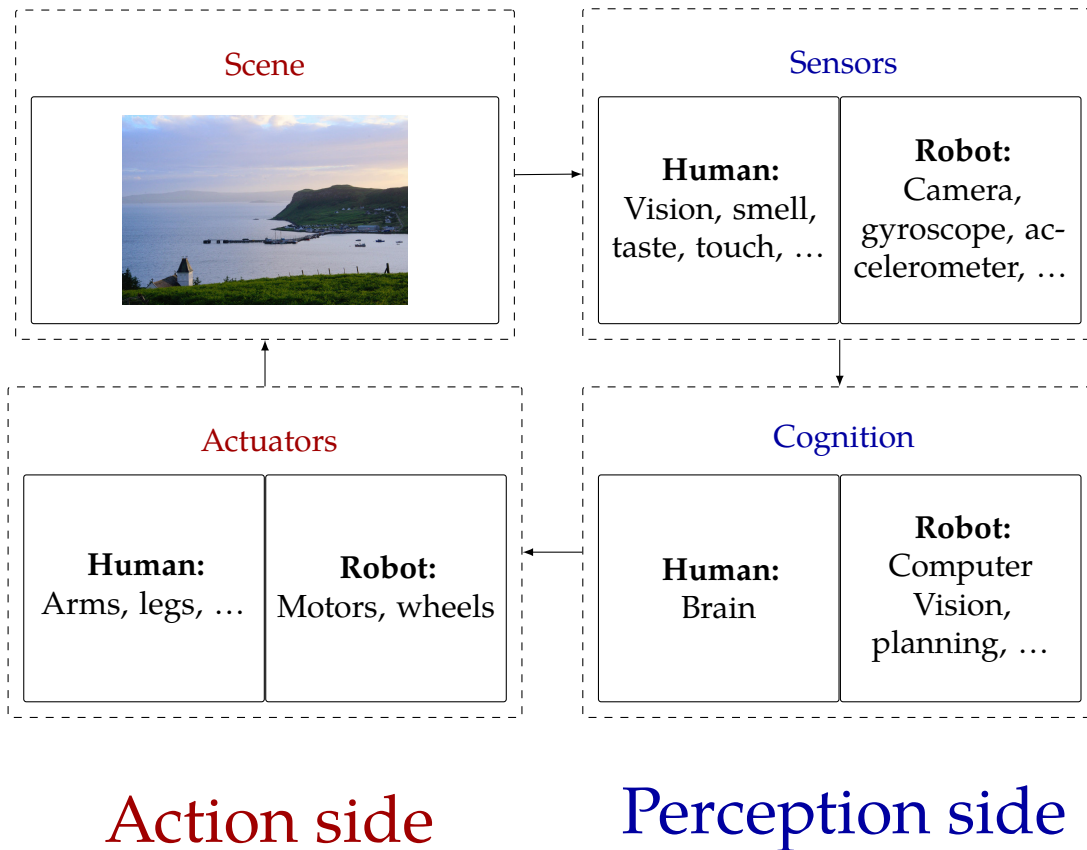 Scene
Sensors
Human:
Vision, smell,
taste, touch, …
Robot:
Camera,
gyroscope, ac-
celerometer, …
Actuators
Human:
Arms, legs, …
Robot:
Motors, wheels
Cognition
Human:
Brain
Robot:
Computer
Vision,
planning, …
Action side
Perception side